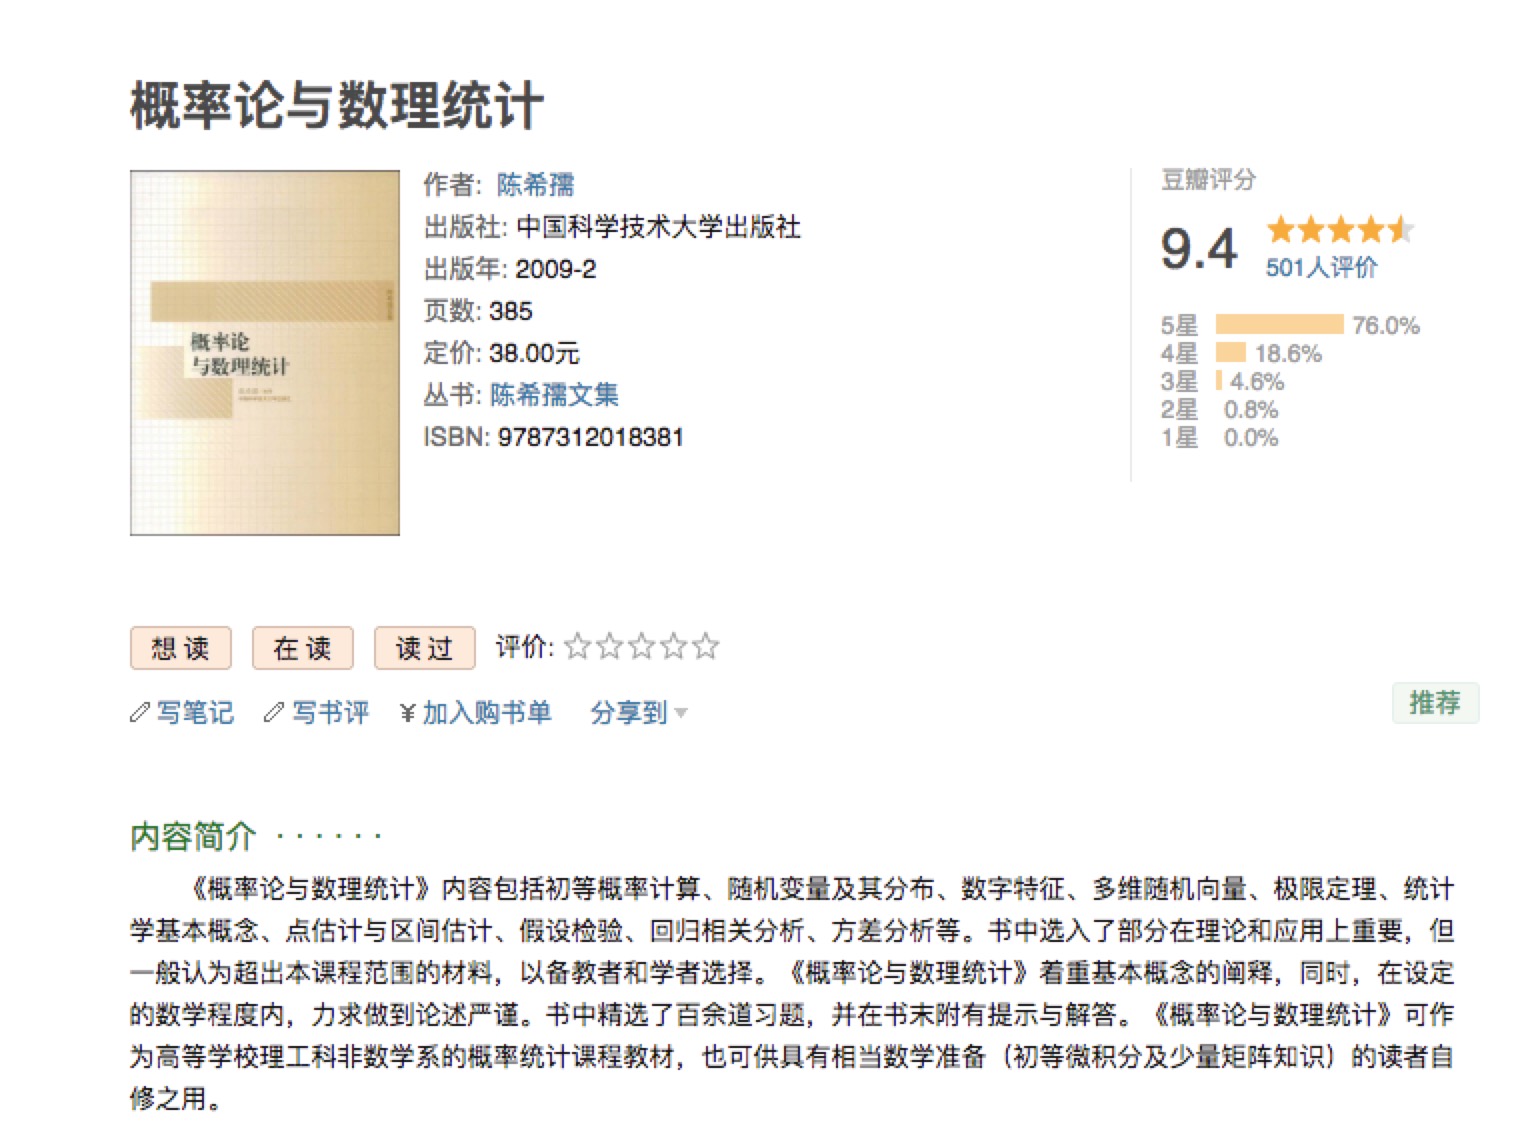 概率论与数理统计
概率论
与数理统计
作者: 陈希孺
出版社: 中国科学技术大学出版社
出版年: 2009-2
页数: 385
定价: 38.00元
丛书: 陈希孺文集
ISBN: 9787312018381
豆瓣评分
9.4
501人评价
5星 76.0%
4星 18.6%
3星 4.6%
2星 0.8%
1星 0.0%
想读 在读 读过 评价:
写笔记 写书评 ¥加入购书单 分享到
推荐
内容简介 · · · · · ·
《概率论与数理统计》内容包括初等概率计算、随机变量及其分布、数字特征、多维随机向量、极限定理、统计
学基本概念、点估计与区间估计、假设检验、回归相关分析、方差分析等。书中选入了部分在理论和应用上重要，但
一般认为超出本课程范围的材料，以备教者和学者选择。《概率论与数理统计》着重基本概念的阐释，同时，在设定
的数学程度内，力求做到论述严谨。书中精选了百余道习题，并在书末附有提示与解答。《概率论与数理统计》可作
为高等学校理工科非数学系的概率统计课程教材，也可供具有相当数学准备（初等微积分及少量矩阵知识）的读者自
修之用。